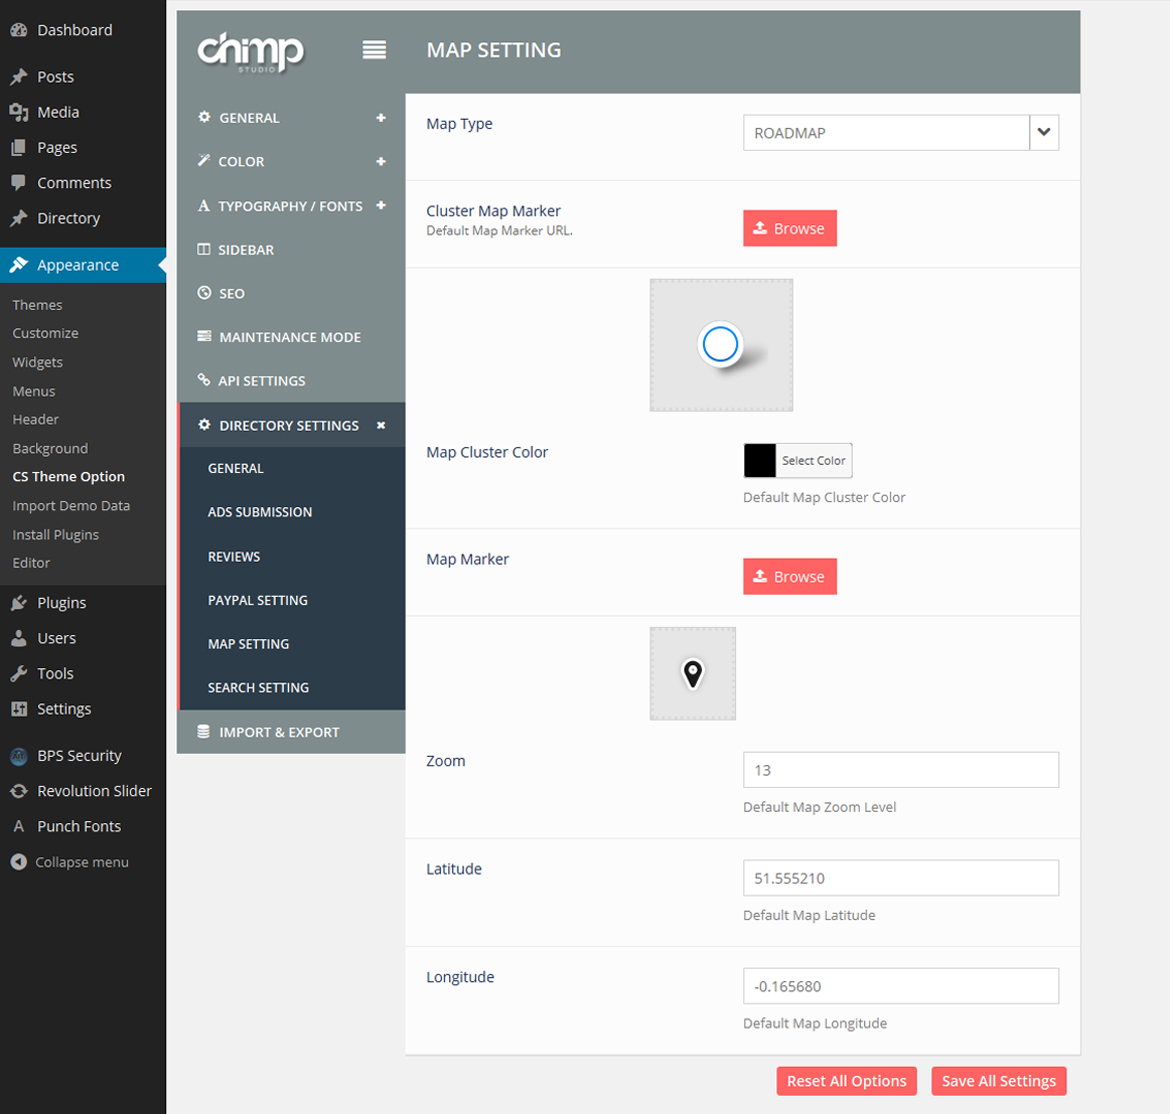 Dashboard
Posts
Media
Pages
Comments
Directory
Appearance
Themes
Customize
Widgets
Menus
Header
Background
CS Theme Option
Import Demo Data
Install Plugins
Editor
Plugins
Users
Tools
Settings
BPS Security
Revolution Slider
Punch Fonts
Collapse menu
chimp
STUDIO
GENERAL
COLOR
TYPOGRAPHY / FONTS
SIDEBAR
SEO
MAINTENANCE MODE
API SETTINGS
DIRECTORY SETTINGS
GENERAL
ADS SUBMISSION
REVIEWS
PAYPAL SETTING
MAP SETTING
SEARCH SETTING
IMPORT & EXPORT
MAP SETTING
Map Type
ROADMAP
Cluster Map Marker
Default Map Marker URL.
Browse
Map Cluster Color
Select Color
Default Map Cluster Color
Map Marker
Browse
Zoom
13
Default Map Zoom Level
Latitude
51.555210
Default Map Latitude
Longitude
-0.165680
Default Map Longitude
Reset All Options
Save All Settings